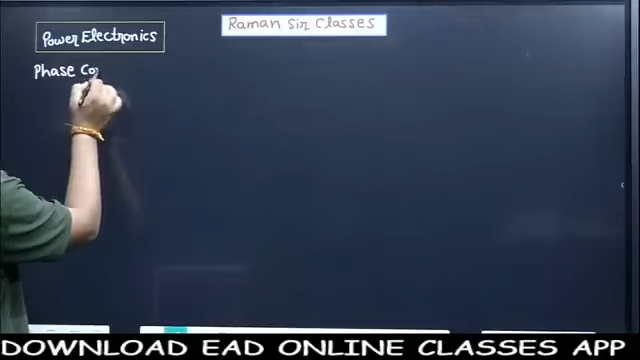 Raman Sir Classes
Power Electronics
Phase Co
DOWNLOAD EAD ONLINE CLASSES APP